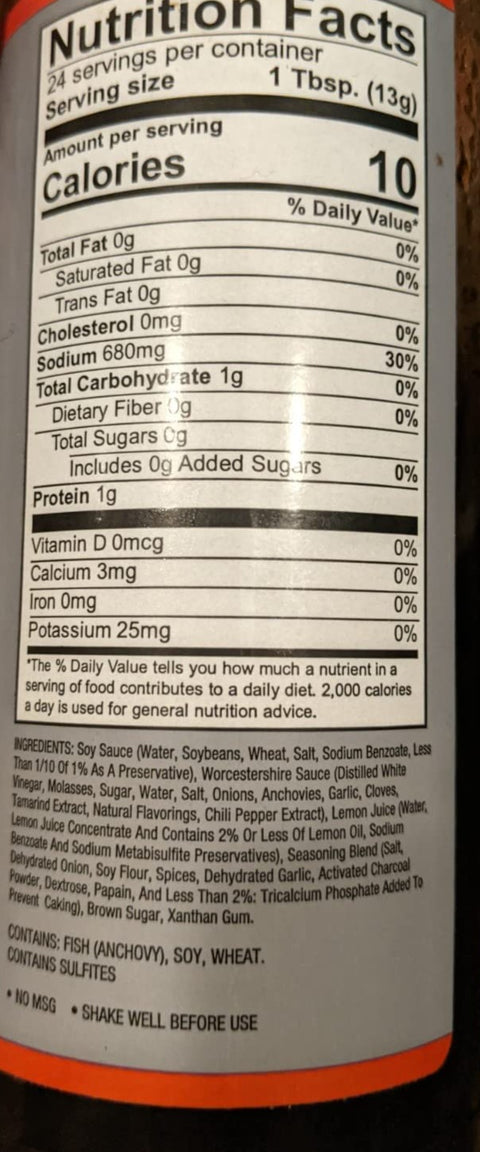 Nutrition Facts
24 servings per container
Serving size 1 Tbsp. (13g)
Amount per serving
Calories 10
% Daily Value*
Total Fat 0g 0%
Saturated Fat 0g 0%
Trans Fat 0g
Cholesterol 0mg 0%
Sodium 680mg 30%
Total Carbohydrate 1g 0%
Dietary Fiber 0g 0%
Total Sugars 0g
Includes 0g Added Sugars 0%
Protein 1g
Vitamin D 0mcg 0%
Calcium 3mg 0%
Iron 0mg 0%
Potassium 25mg 0%
*The % Daily Value tells you how much a nutrient in a
serving of food contributes to a daily diet. 2,000 calories
a day is used for general nutrition advice.
INGREDIENTS: Soy Sauce (Water, Soybeans, Wheat, Salt, Sodium Benzoate, Less
Than 1/10 Of 1% As A Preservative), Worcestershire Sauce (Distilled White
Vinegar, Molasses, Sugar, Water, Salt, Onions, Anchovies, Garlic, Cloves,
Tamarind Extract, Natural Flavorings, Chili Pepper Extract), Lemon Juice (Water,
Lemon Juice Concentrate And Contains 2% Or Less Of Lemon Oil, Sodium
Benzoate And Sodium Metabisulfite Preservatives), Seasoning Blend (Salt,
Dehydrated Onion, Soy Flour, Spices, Dehydrated Garlic, Activated Charcoal
Powder, Dextrose, Papain, And Less Than 2%: Tricalcium Phosphate Added To
Prevent Caking), Brown Sugar, Xanthan Gum.
CONTAINS: FISH (ANCHOVY), SOY, WHEAT.
CONTAINS SULFITES
• NO MSG • SHAKE WELL BEFORE USE